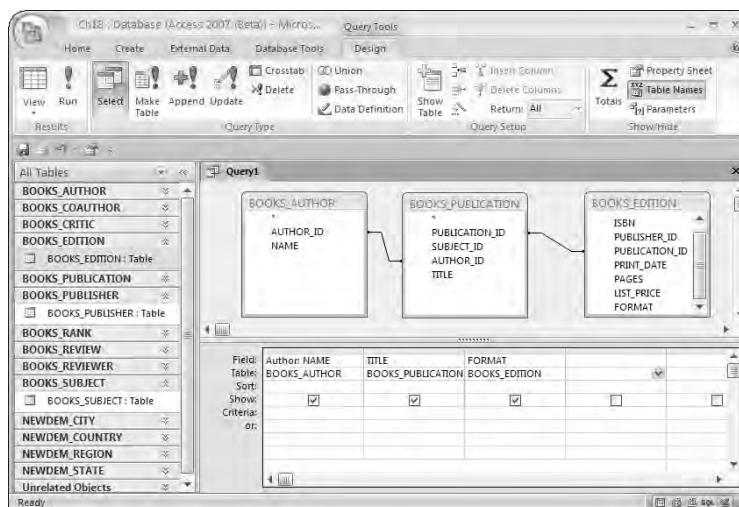 Ch18 : Database (Access 2007 (Beta)) - Micros... Query Tools
Home Create External Data Database Tools Design
View Run Select Make Table Append Update Crosstab Delete Union Pass-Through Data Definition Show Table Insert Column Delete Columns Return: All Totals Property Sheet Table Names Parameters
Results Query Type Query Setup Show/Hide
All Tables
BOOKS_AUTHOR
BOOKS_COAUTHOR
BOOKS_CRITIC
BOOKS_EDITION
BOOKS_EDITION : Table
BOOKS_PUBLICATION
BOOKS_PUBLISHER
BOOKS_PUBLISHER : Table
BOOKS_RANK
BOOKS_REVIEW
BOOKS_REVIEWER
BOOKS_SUBJECT
BOOKS_SUBJECT : Table
NEWDEM_CITY
NEWDEM_COUNTRY
NEWDEM_REGION
NEWDEM_STATE
Unrelated Objects
Query1
BOOKS_AUTHOR
*
AUTHOR_ID
NAME
BOOKS_PUBLICATION
*
PUBLICATION_ID
SUBJECT_ID
AUTHOR_ID
TITLE
BOOKS_EDITION
ISBN
PUBLISHER_ID
PUBLICATION_ID
PRINT_DATE
PAGES
LIST_PRICE
FORMAT
Field: Author: NAME TITLE FORMAT
Table: BOOKS_AUTHOR BOOKS_PUBLICATION BOOKS_EDITION
Sort:
Show:
Criteria:
or:
Ready SQL